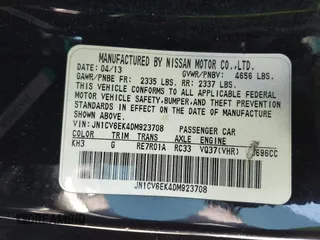 MANUFACTURED BY NISSAN MOTOR CO.,LTD.
DATE 04/13 GVWR/PNBV: 4656 LBS.
GAWR/PNBE FR: 2335 LBS. RR: 2337 LBS.
THIS VEHICLE CONFORMS TO ALL APPLICABLE FEDERAL
MOTOR VEHICLE SAFETY,BUMPER,AND THEFT PREVENTION
STANDARDS IN EFFECT ON THE DATE OF MANUFACTURE
SHOWN ABOVE.
VIN: JN1CV6EK4DM923708 PASSENGER CAR
COLOR TRIM TRANS AXLE ENGINE
KH3 G RE7R01A RC33 VQ37(VHR) 3696CC
JN1CV6EK4DM923708